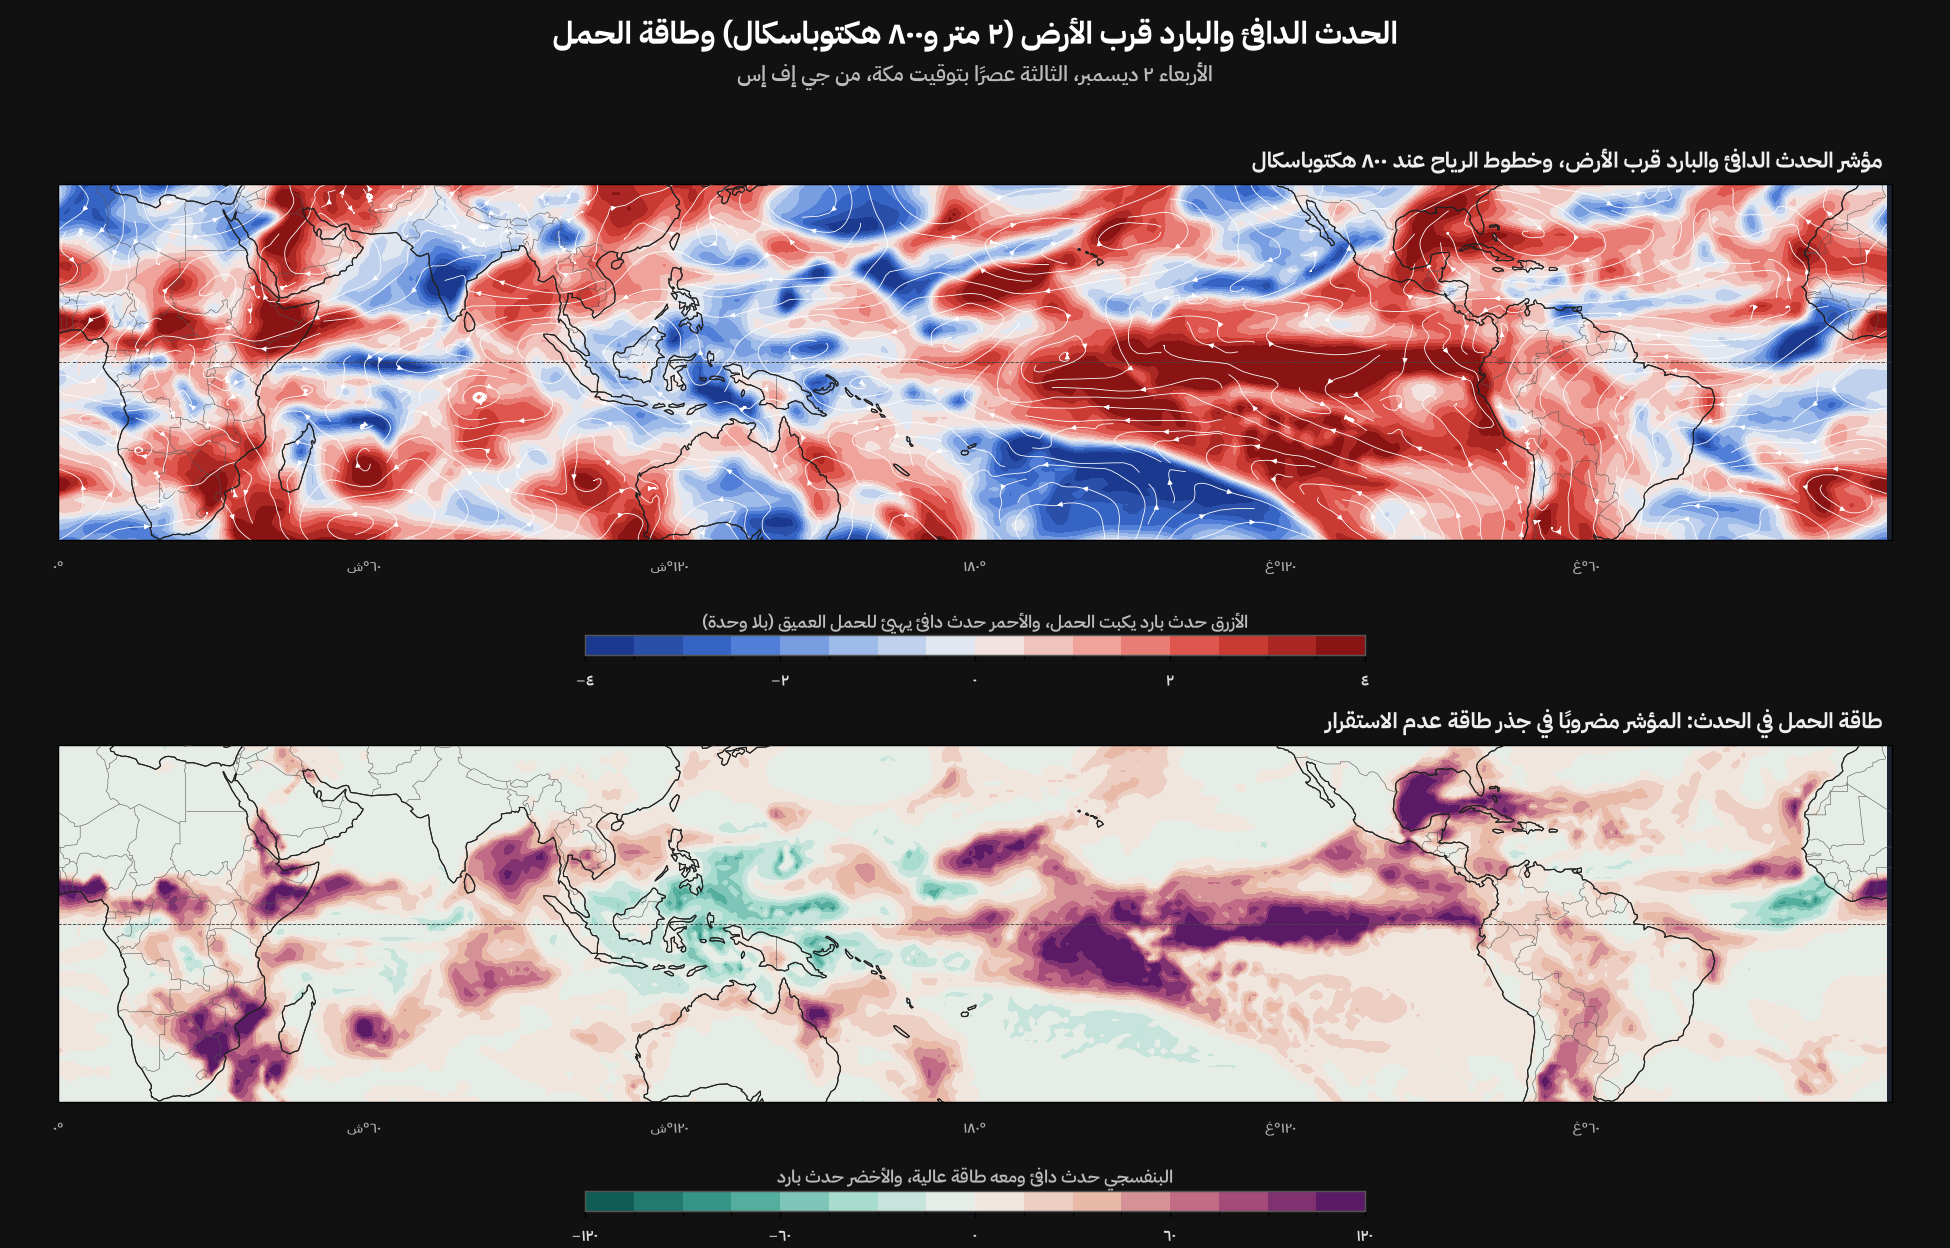 الحدث الدافئ والبارد قرب الأرض (٢ متر و٨٠٠ هكتوباسكال) وطاقة الحمل
الأربعاء ٢ ديسمبر، الثالثة عصرًا بتوقيت مكة، من جي إف إس
مؤشر الحدث الدافئ والبارد قرب الأرض، وخطوط الرياح عند ٨٠٠ هكتوباسكال
٠° ٦٠°ش ١٢٠°ش ١٨٠° ١٢٠°غ ٦٠°غ
الأزرق حدث بارد يكبت الحمل، والأحمر حدث دافئ يهيئ للحمل العميق (بلا وحدة)
−٤ −٢ ٠ ٢ ٤
طاقة الحمل في الحدث: المؤشر مضروبًا في جذر طاقة عدم الاستقرار
٠° ٦٠°ش ١٢٠°ش ١٨٠° ١٢٠°غ ٦٠°غ
البنفسجي حدث دافئ ومعه طاقة عالية، والأخضر حدث بارد
−١٢٠ −٦٠ ٠ ٦٠ ١٢٠